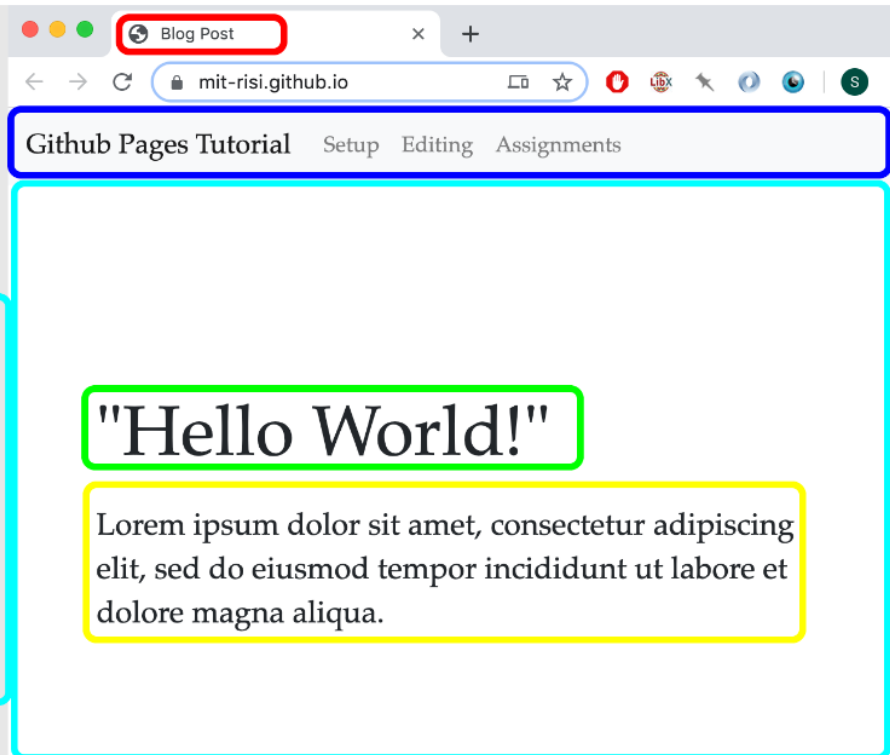 Blog Post
mit-risi.github.io
LibX
S
Github Pages Tutorial Setup Editing Assignments
"Hello World!"
Lorem ipsum dolor sit amet, consectetur adipiscing
elit, sed do eiusmod tempor incididunt ut labore et
dolore magna aliqua.